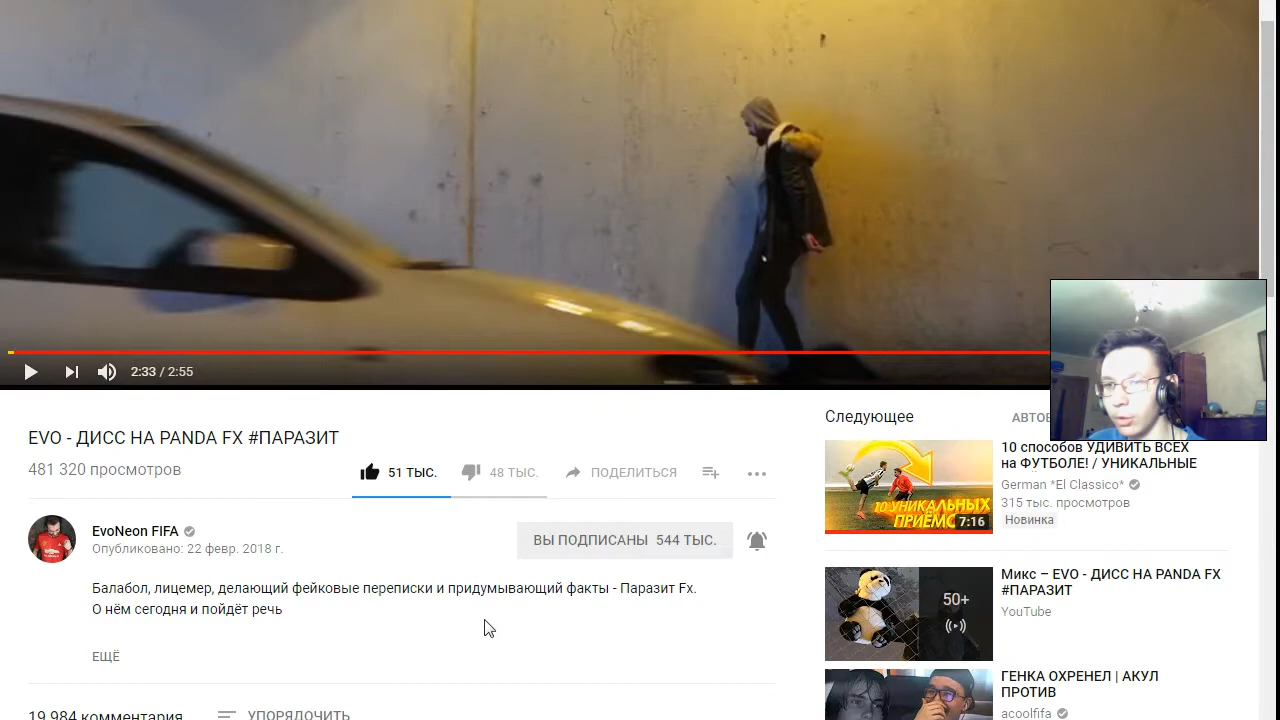 2:33 / 2:55
EVO - ДИСС НА PANDA FX #ПАРАЗИТ
481 320 просмотров
51 ТЫС.
48 ТЫС.
ПОДЕЛИТЬСЯ
EvoNeon FIFA
Опубликовано: 22 февр. 2018 г.
ВЫ ПОДПИСАНЫ 544 ТЫС.
Балабол, лицемер, делающий фейковые переписки и придумывающий факты - Паразит Fx.
О нём сегодня и пойдёт речь
ЕЩЁ
19 984 комментария
УПОРЯДОЧИТЬ
Следующее
АВТОВ
10 УНИКАЛЬНЫХ
ПРИЁМО
7:16
10 способов УДИВИТЬ ВСЕХ
на ФУТБОЛЕ! / УНИКАЛЬНЫЕ
German *El Classico*
315 тыс. просмотров
Новинка
50+
Микс – EVO - ДИСС НА PANDA FX
#ПАРАЗИТ
YouTube
ГЕНКА ОХРЕНЕЛ | АКУЛ
ПРОТИВ
acoolfifa